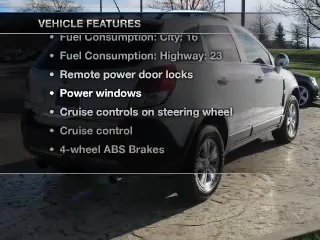 VEHICLE FEATURES
• Fuel Consumption: City: 16
• Fuel Consumption: Highway: 23
• Remote power door locks
• Power windows
• Cruise controls on steering wheel
• Cruise control
• 4-wheel ABS Brakes